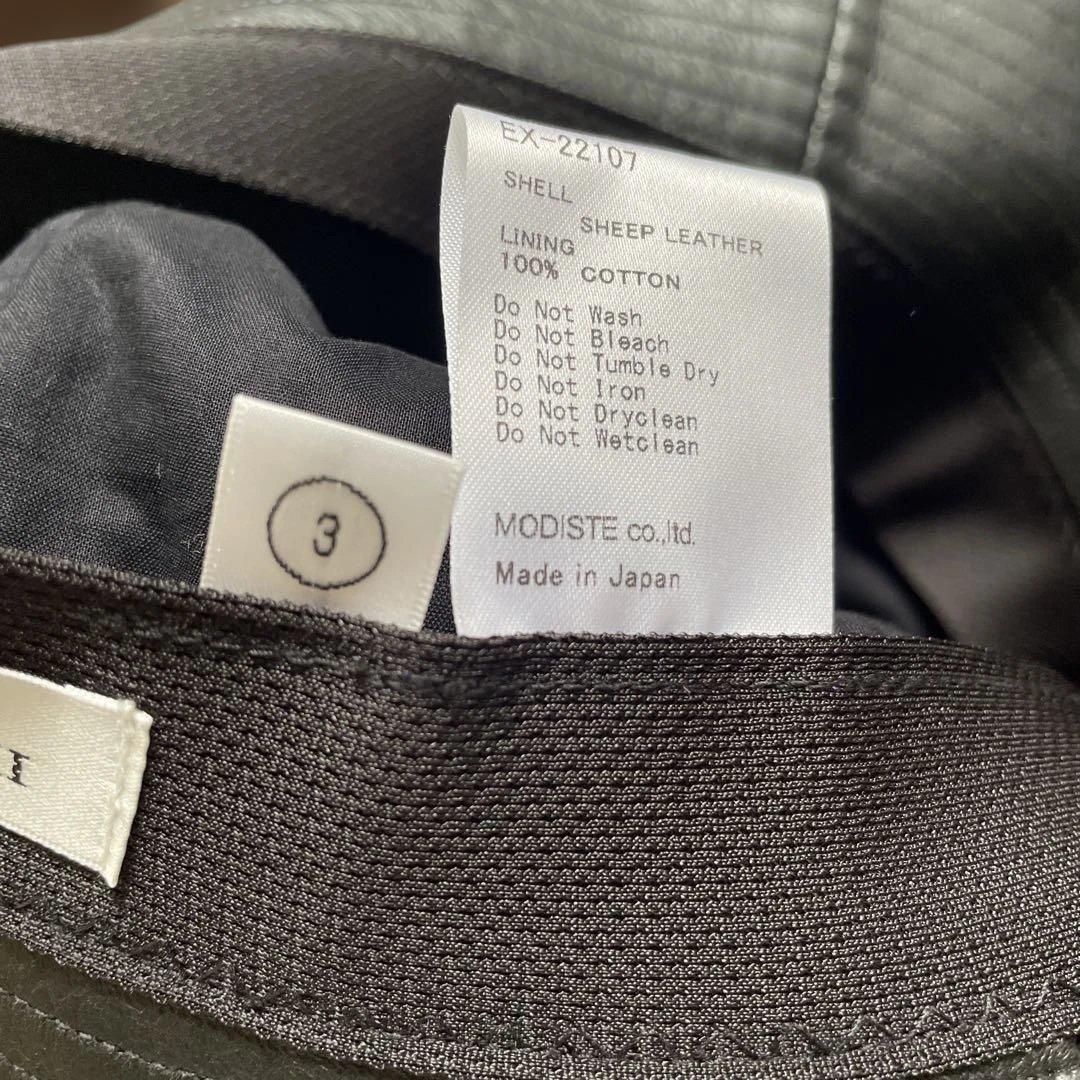 EX-22107
SHELL
SHEEP LEATHER
LINING
100% COTTON
Do Not Wash
Do Not Bleach
Do Not Tumble Dry
Do Not Iron
Do Not Dryclean
Do Not Wetclean
MODISTE co.,ltd.
Made in Japan
3
I